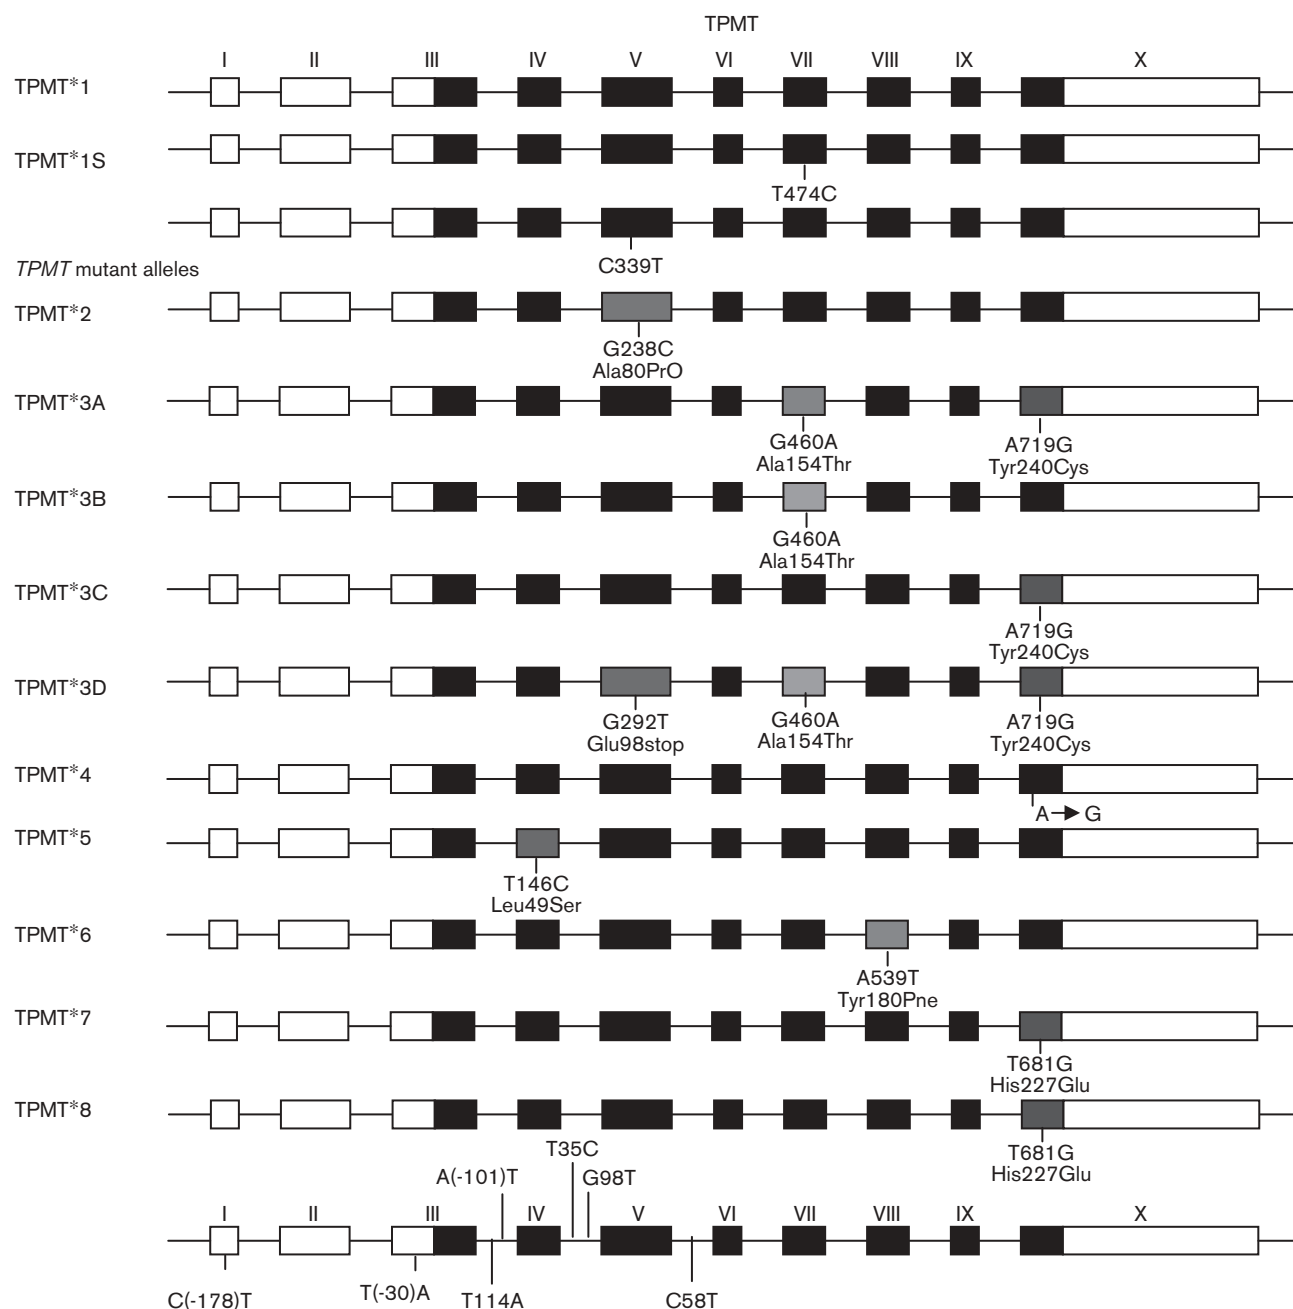 TPMT
I II III IV V VI VII VIII IX X
TPMT*1
TPMT*1S
T474C
C339T
TPMT mutant alleles
TPMT*2
G238C
Ala80PrO
TPMT*3A
G460A A719G
Ala154Thr Tyr240Cys
TPMT*3B
G460A
Ala154Thr
TPMT*3C
A719G
Tyr240Cys
TPMT*3D
G292T G460A A719G
Glu98stop Ala154Thr Tyr240Cys
TPMT*4
A G
TPMT*5
T146C
Leu49Ser
TPMT*6
A539T
Tyr180Pne
TPMT*7
T681G
His227Glu
TPMT*8
T681G
His227Glu
T35C
A(-101)T G98T
I II III IV V VI VII VIII IX X
C(-178)T T(-30)A T114A C58T